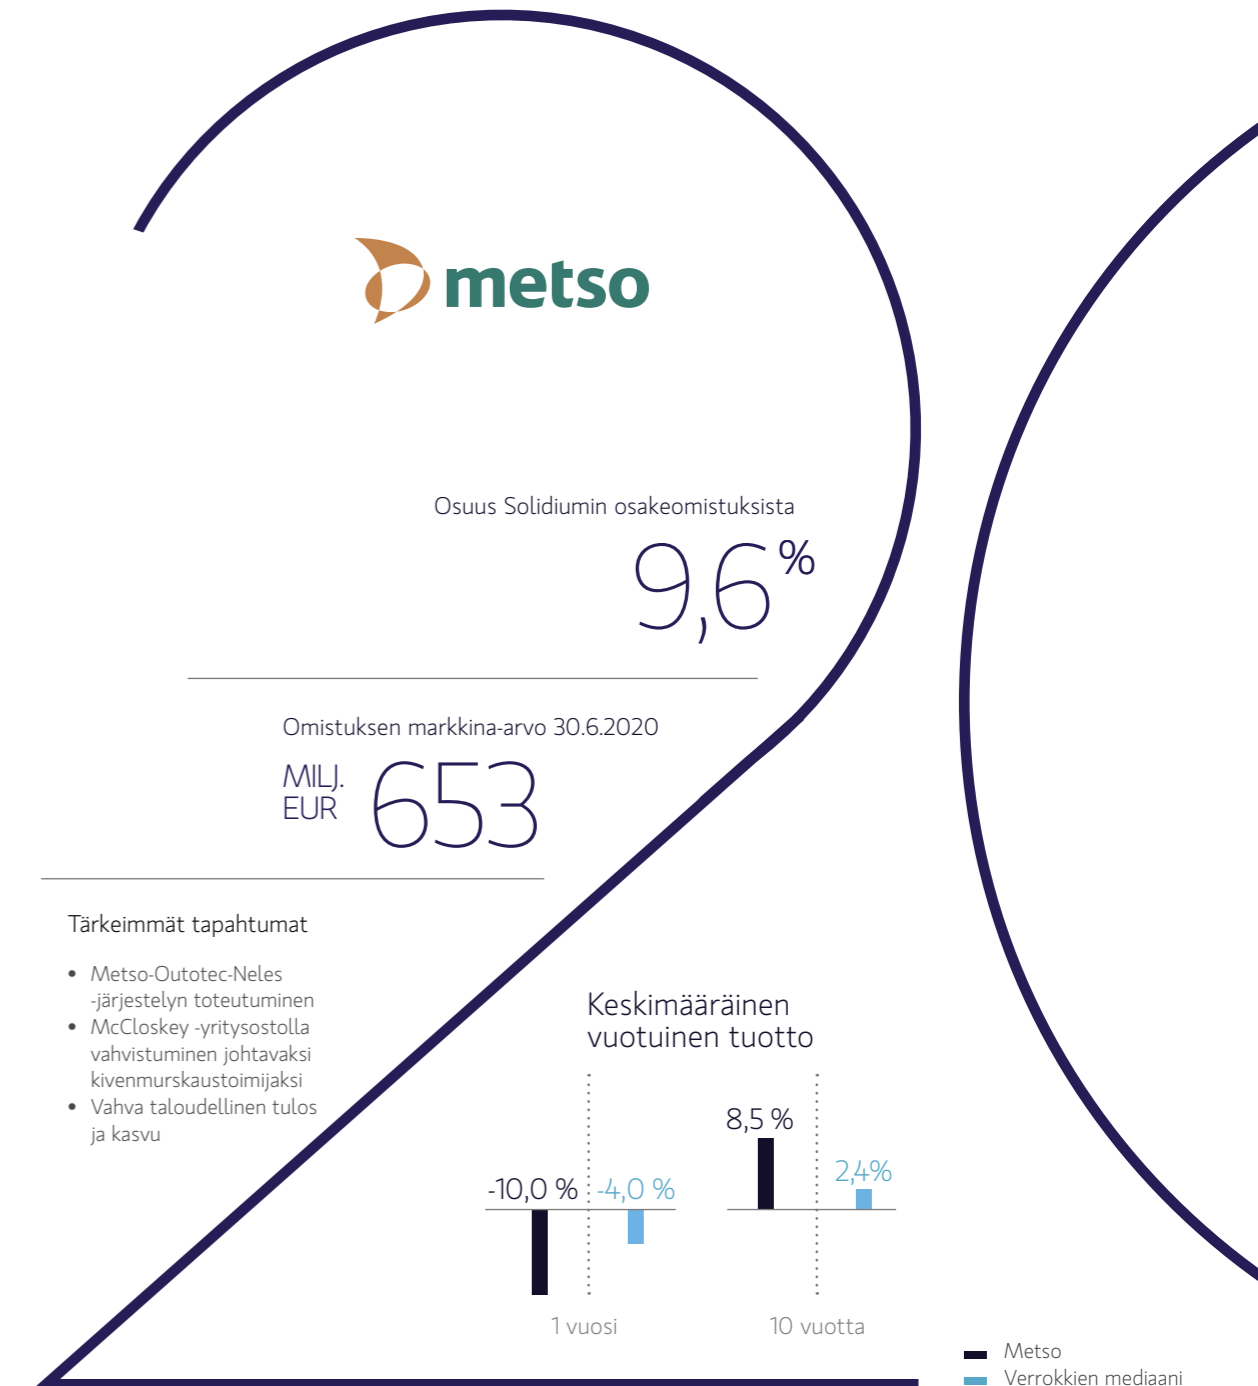 metso
Osuus Solidiumin osakeomistuksista
9,6 %
Omistuksen markkina-arvo 30.6.2020
MILJ.
EUR
653
Tärkeimmät tapahtumat
• Metso-Outotec-Neles
-järjestelyn toteutuminen
• McCloskey -yritysostolla
vahvistuminen johtavaksi
kivenmurskaustoimijaksi
• Vahva taloudellinen tulos
ja kasvu
Keskimääräinen
vuotuinen tuotto
-10,0 % -4,0 %
8,5 %
2,4%
1 vuosi
10 vuotta
Metso
Verrokkien mediaani